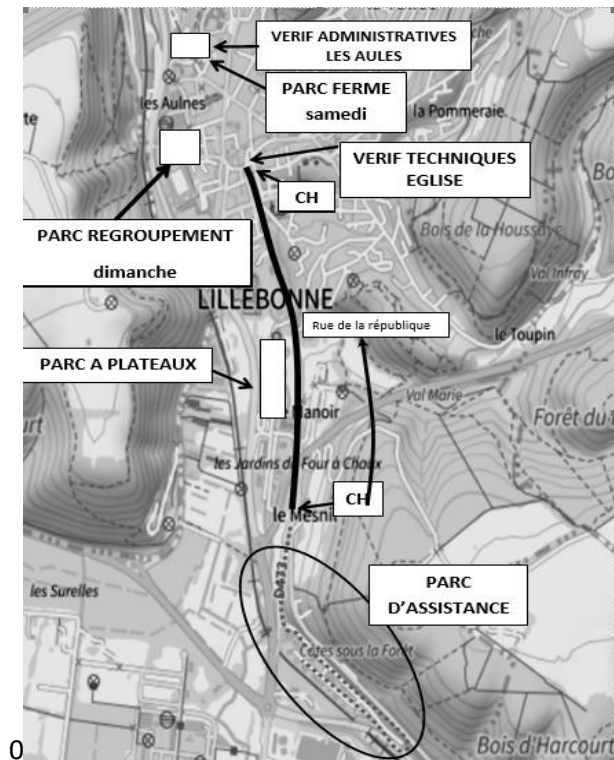 VERIF ADMINISTRATIVES
LES AULES
PARC FERME
samedi
les Aulnes
la Pommeraie
VERIF TECHNIQUES
EGLISE
CH
PARC REGROUPEMENT
dimanche
Bois de la Houssaye
Val Infray
LILLEBONNE
Rue de la république
le Toupin
PARC A PLATEAUX
Val Marie
Manoir
Forêt du
les Jardins du Four à Chaux
CH
le Mesnil
D473
les Surelles
PARC
D'ASSISTANCE
Côtes sous la Forêt
Bois d'Harcourt
0